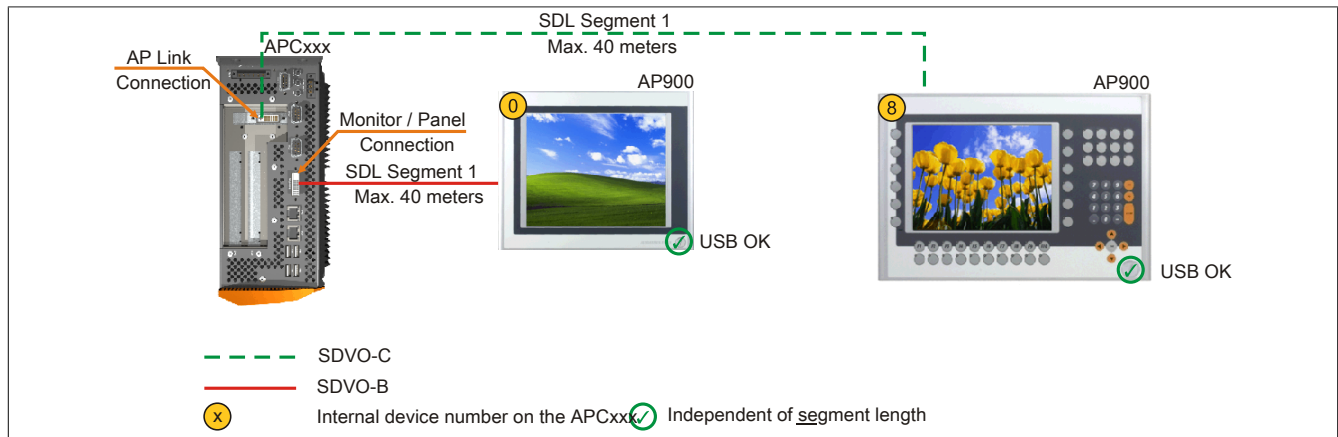 SDL Segment 1
Max. 40 meters
APCxxx
AP Link
Connection
AP900
AP900
0
8
Monitor / Panel
Connection
SDL Segment 1
Max. 40 meters
USB OK
USB OK
SDVO-C
SDVO-B
x Internal device number on the APCxxx
Independent of segment length